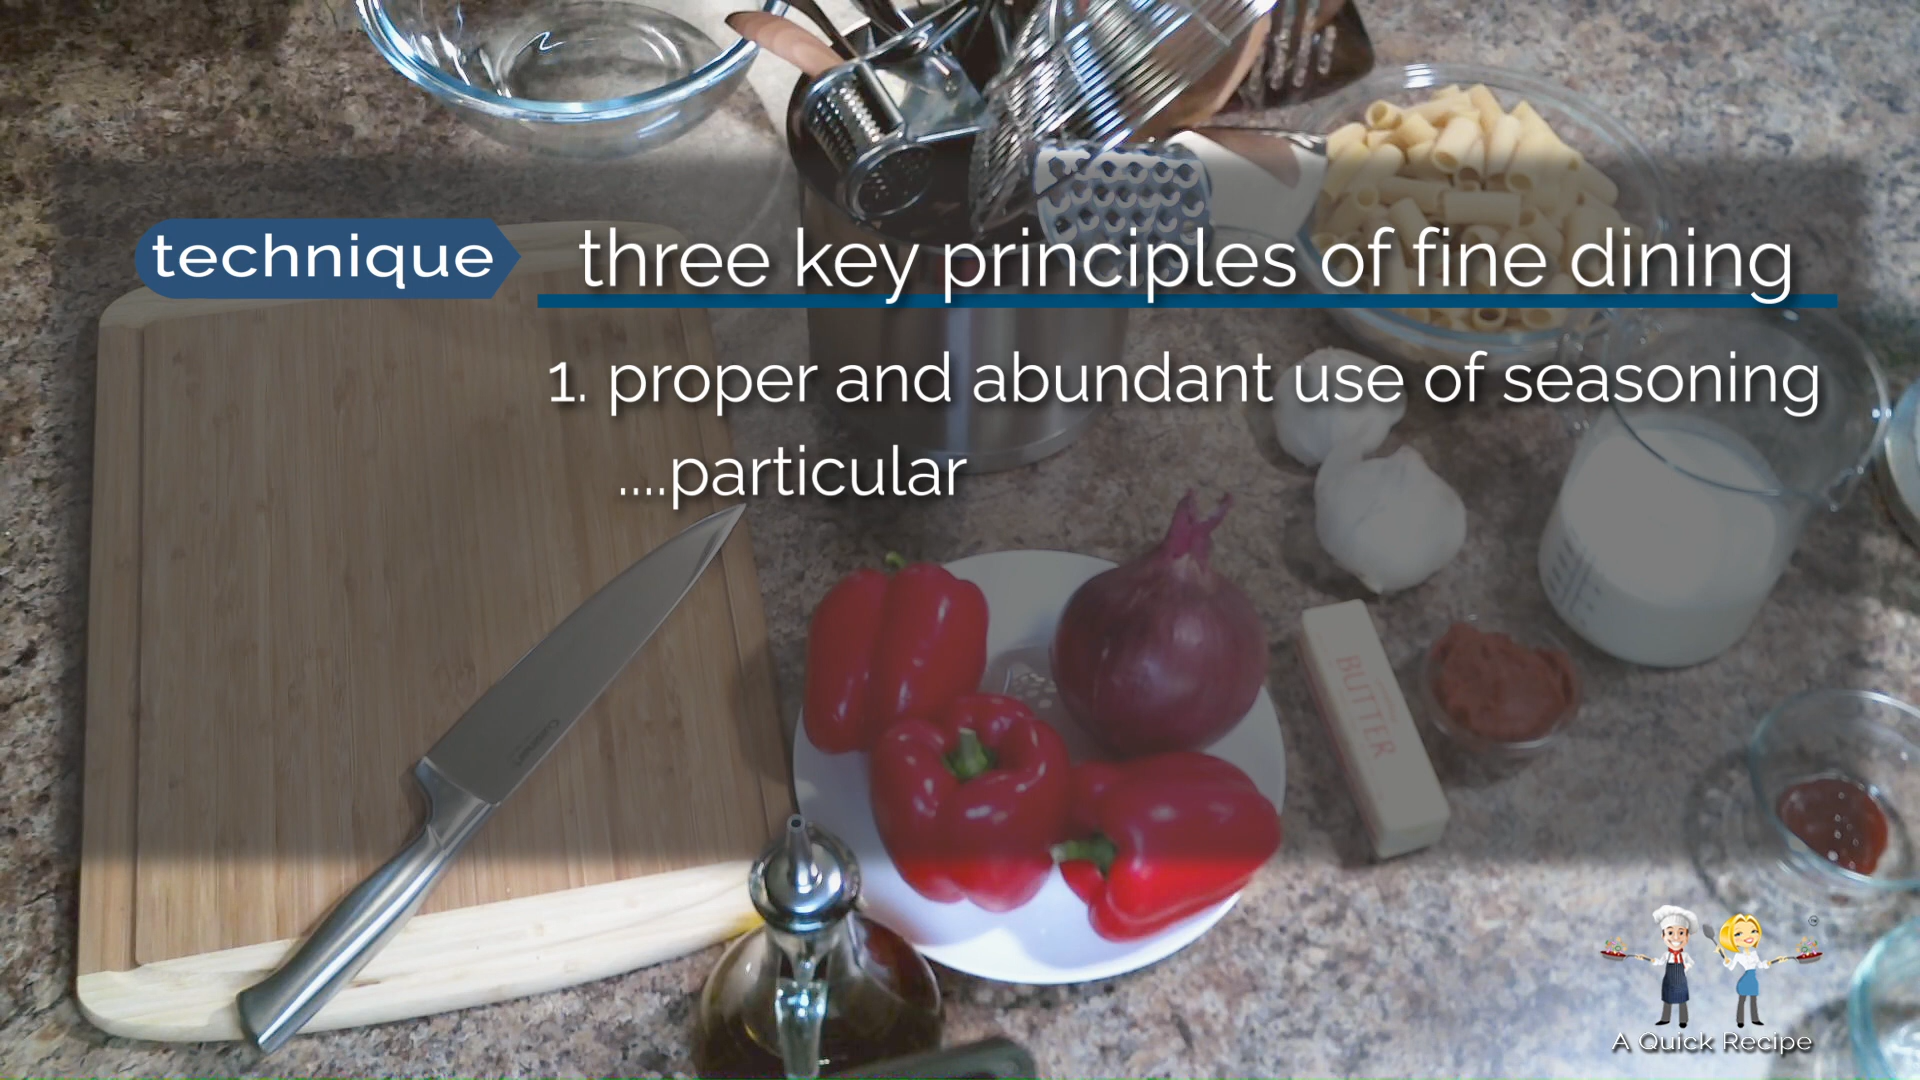 technique
three key principles of fine dining
1. proper and abundant use of seasoning
....particular
BUTTER
A Quick Recipe